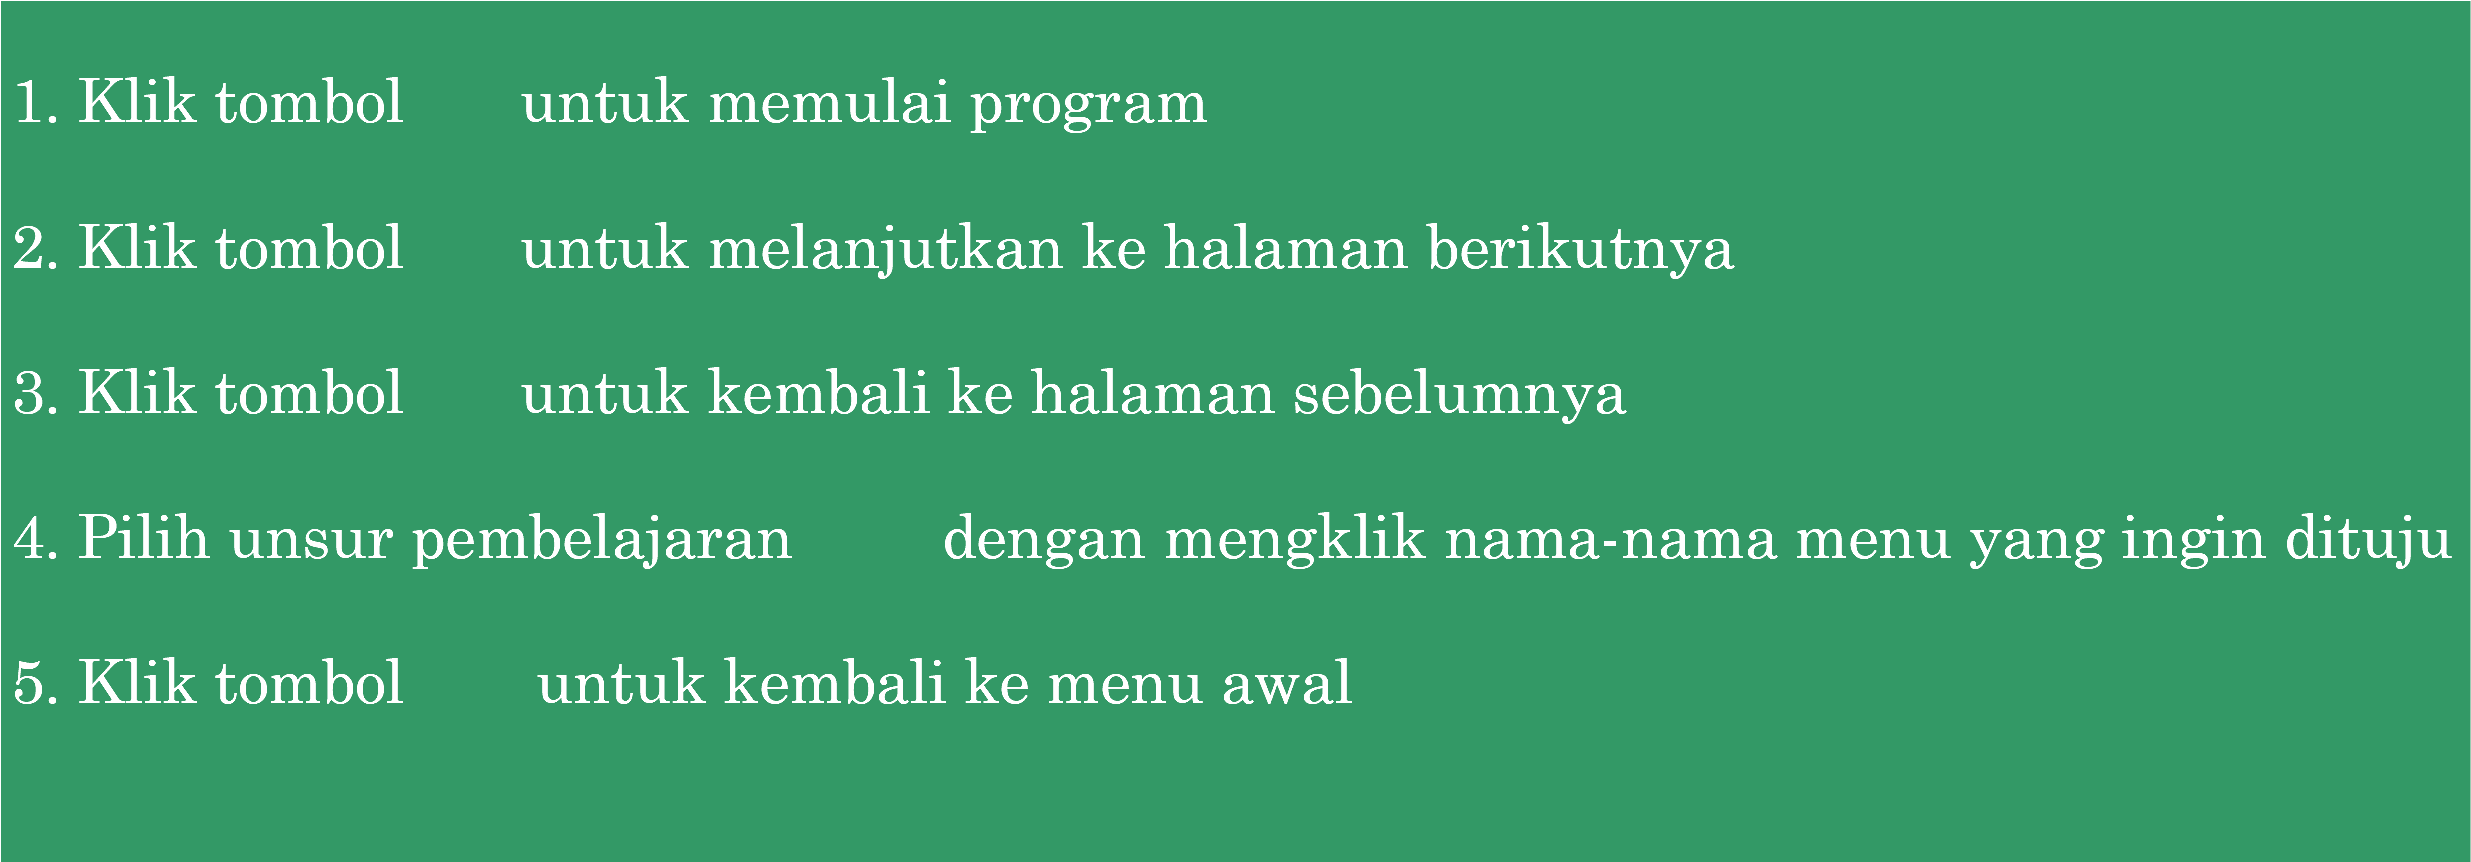 1. Klik tombol untuk memulai program
2. Klik tombol untuk melanjutkan ke halaman berikutnya
3. Klik tombol untuk kembali ke halaman sebelumnya
4. Pilih unsur pembelajaran dengan mengklik nama-nama menu yang ingin dituju
5. Klik tombol untuk kembali ke menu awal